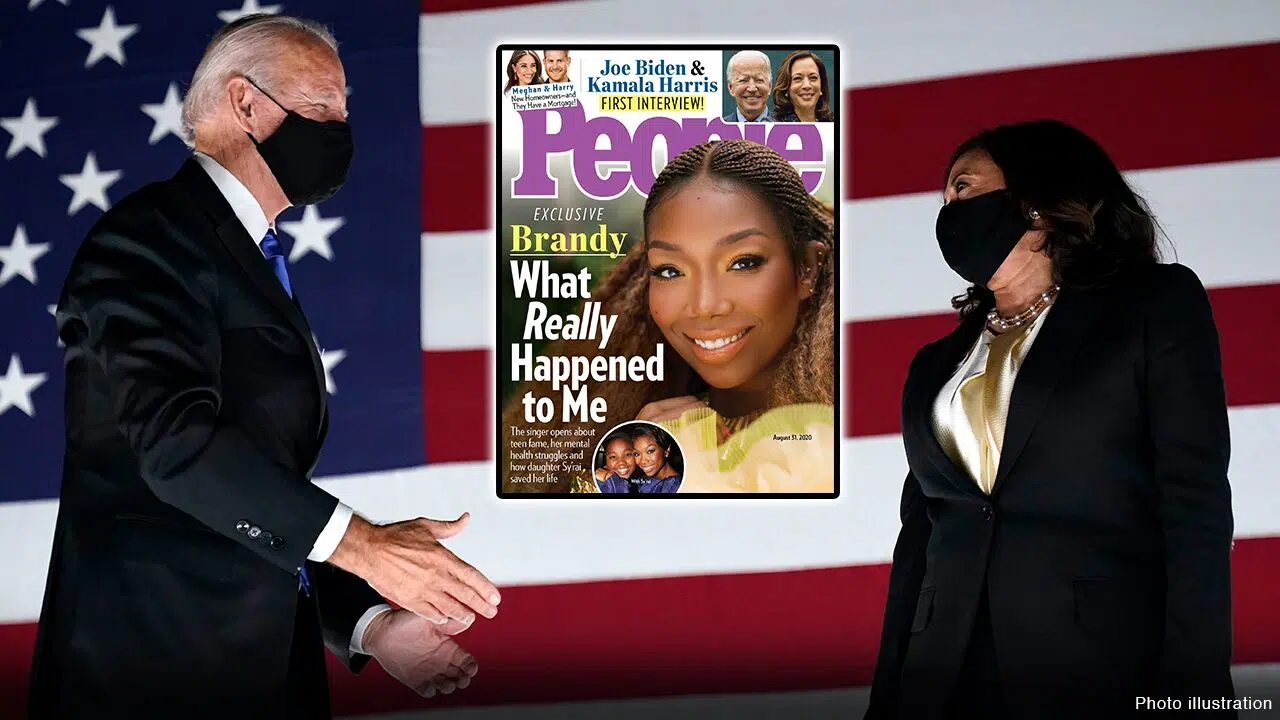 Meghan & Harry
New Homeowners—and
They Have a Mortgage!
Joe Biden &
Kamala Harris
FIRST INTERVIEW!
People
EXCLUSIVE
Brandy
What
Really
Happened
to Me
The singer opens about
teen fame, her mental
health struggles and
how daughter Sy'rai
saved her life
With Sy'rai
August 31, 2020
Photo illustration